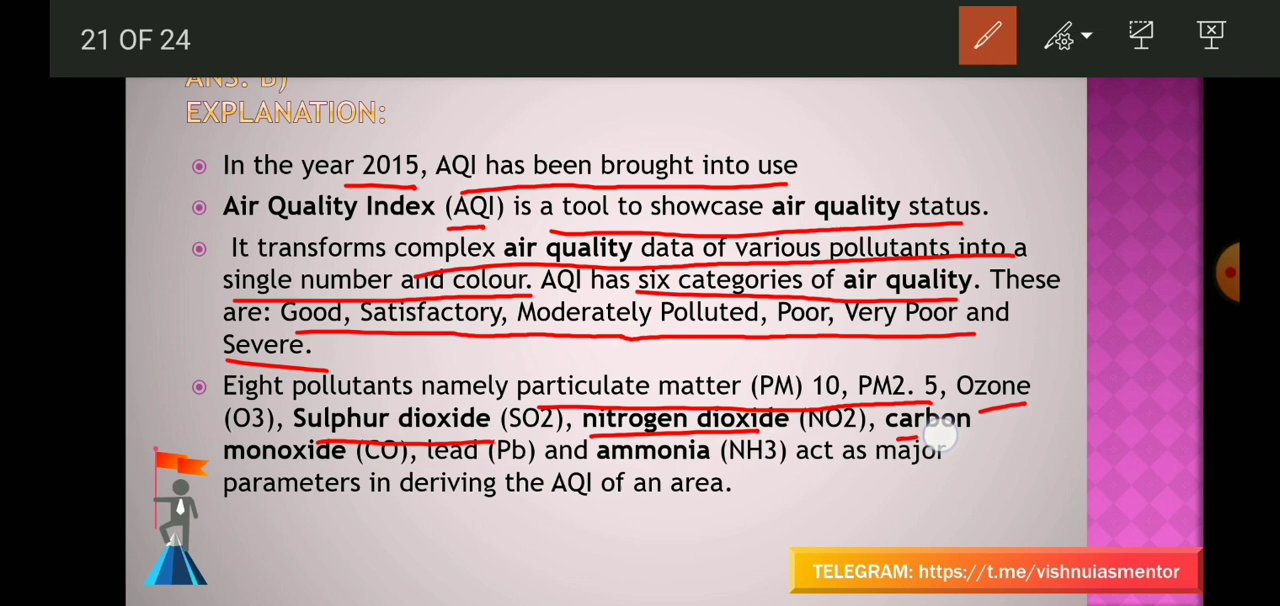 21 OF 24
ANS. B)
EXPLANATION:
In the year 2015, AQI has been brought into use
Air Quality Index (AQI) is a tool to showcase air quality status.
It transforms complex air quality data of various pollutants into a
single number and colour. AQI has six categories of air quality. These
are: Good, Satisfactory, Moderately Polluted, Poor, Very Poor and
Severe.
Eight pollutants namely particulate matter (PM) 10, PM2. 5, Ozone
(O3), Sulphur dioxide (SO2), nitrogen dioxide (NO2), carbon
monoxide (CO), lead (Pb) and ammonia (NH3) act as major
parameters in deriving the AQI of an area.
TELEGRAM: https://t.me/vishnuiasmentor